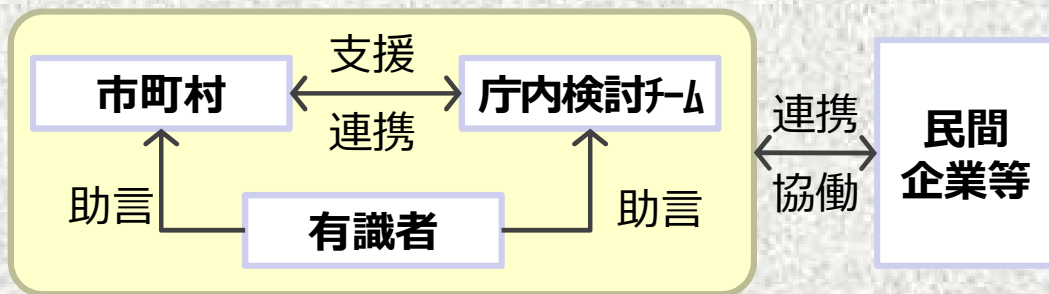 支援
市町村
庁内検討チーム
連携
助言
有識者
助言
連携
協働
民間
企業等